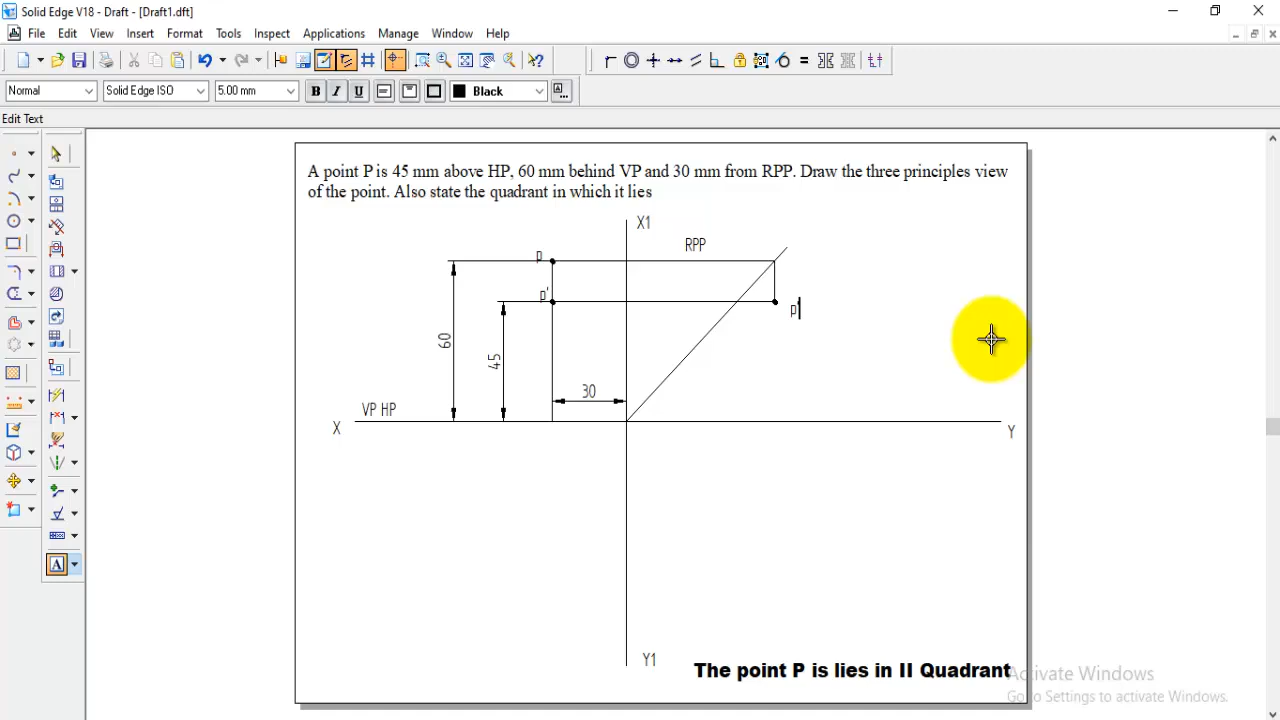 Solid Edge V18 - Draft - [Draft1.dft]
File Edit View Insert Format Tools Inspect Applications Manage Window Help
Normal Solid Edge ISO 5.00 mm B I U Black
Edit Text
A point P is 45 mm above HP, 60 mm behind VP and 30 mm from RPP. Draw the three principles view
of the point. Also state the quadrant in which it lies
X1
RPP
p
p'
p'
60
45
30
VP HP
X
Y
A
Y1
The point P is lies in II Quadrant
Activate Windows
Go to Settings to activate Windows.